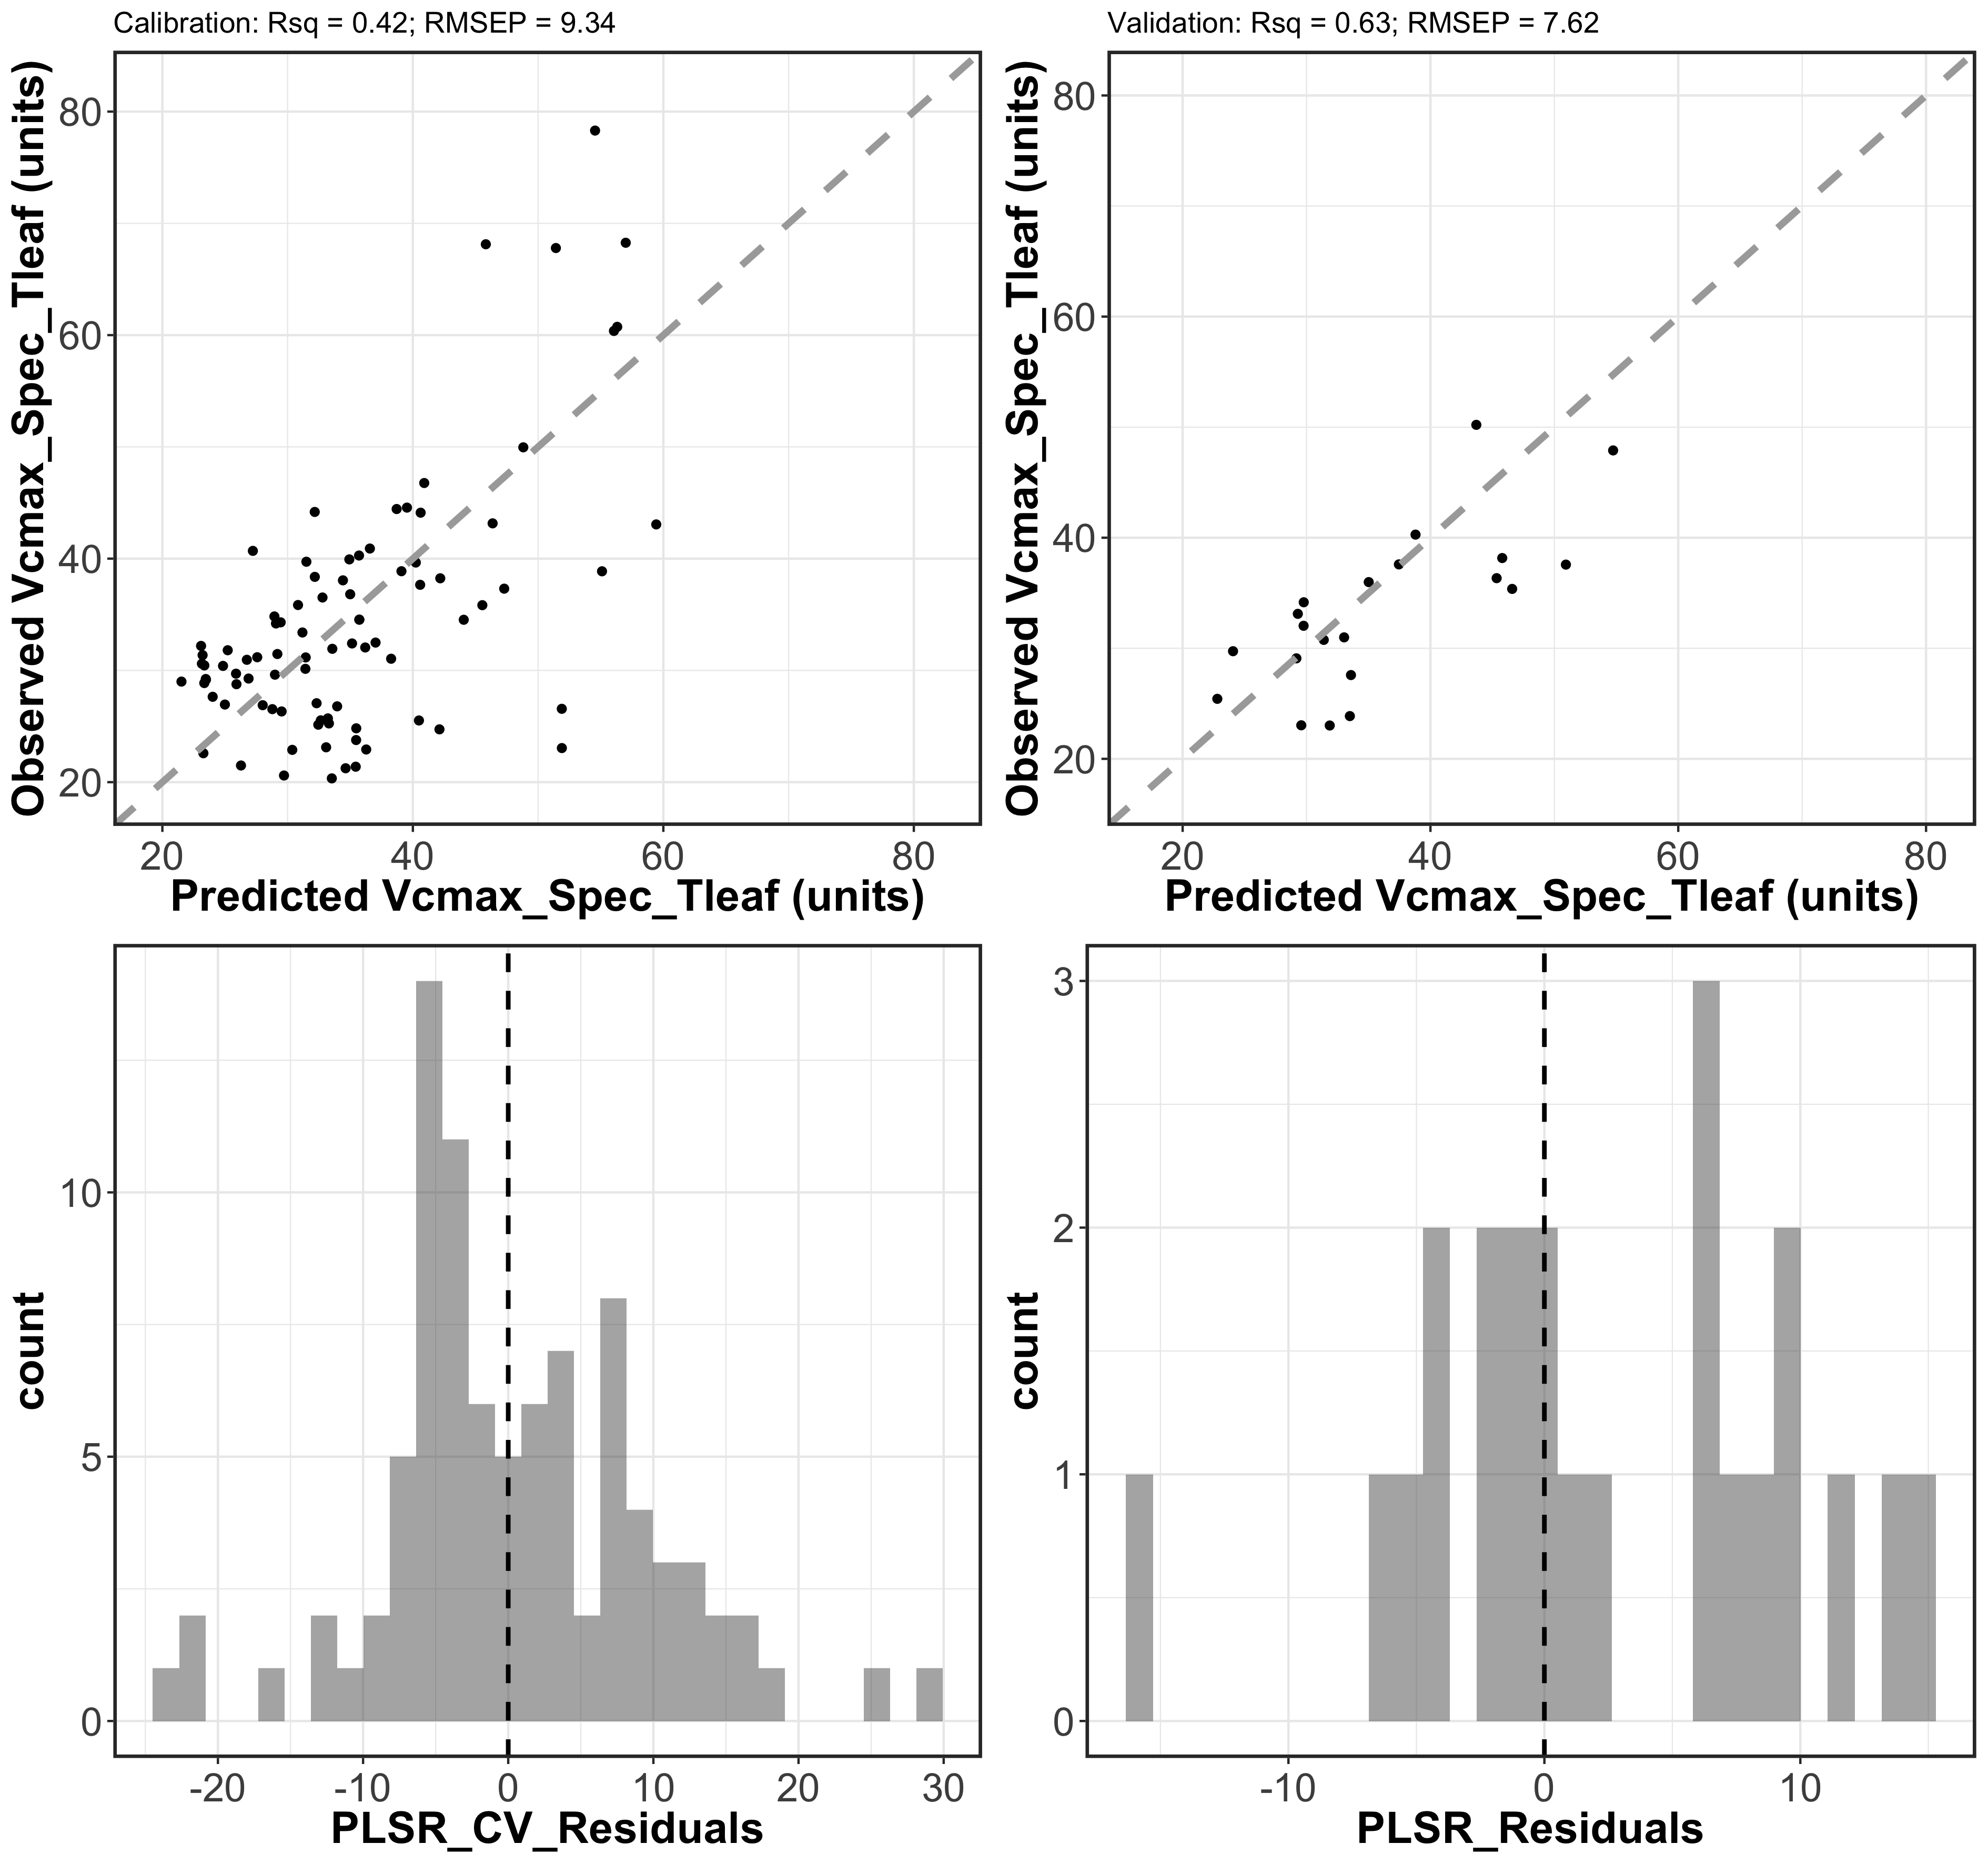 Calibration: Rsq = 0.42; RMSEP = 9.34
Observed Vcmax_Spec_Tleaf (units)
80
60
40
20
20 40 60 80
Predicted Vcmax_Spec_Tleaf (units)
Validation: Rsq = 0.63; RMSEP = 7.62
Observed Vcmax_Spec_Tleaf (units)
80
60
40
20
20 40 60 80
Predicted Vcmax_Spec_Tleaf (units)
count
10
5
0
-20 -10 0 10 20 30
PLSR_CV_Residuals
count
3
2
1
0
-10 0 10
PLSR_Residuals